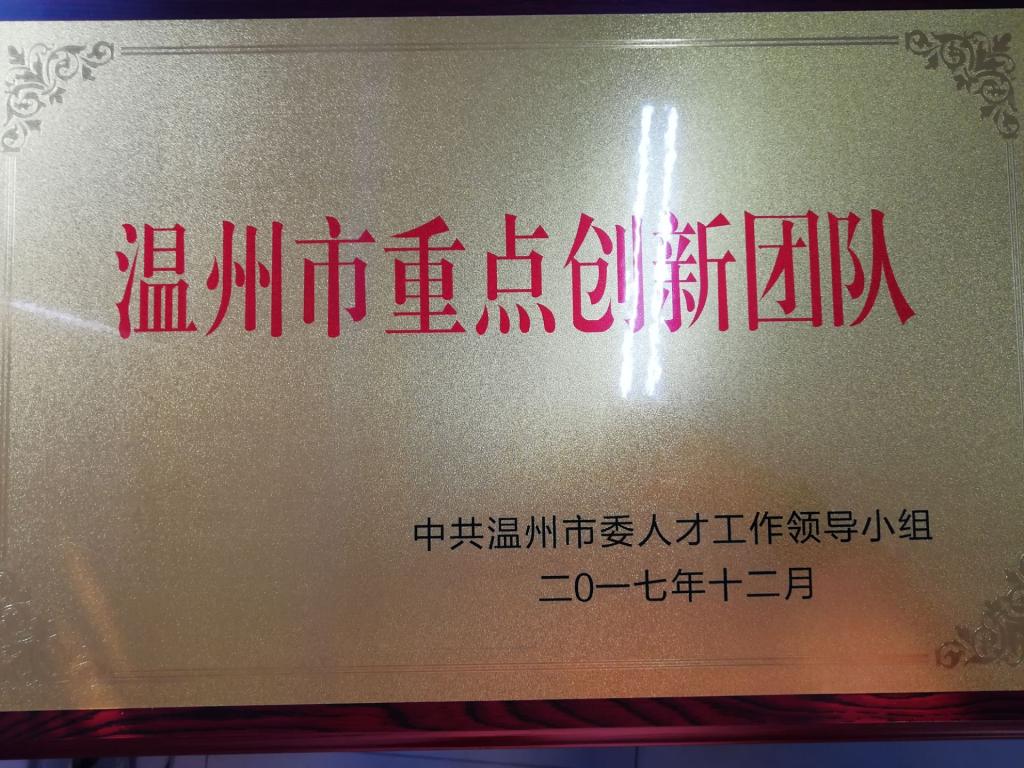 温州市重点创新团队
中共温州市委人才工作领导小组
二0一七年十二月